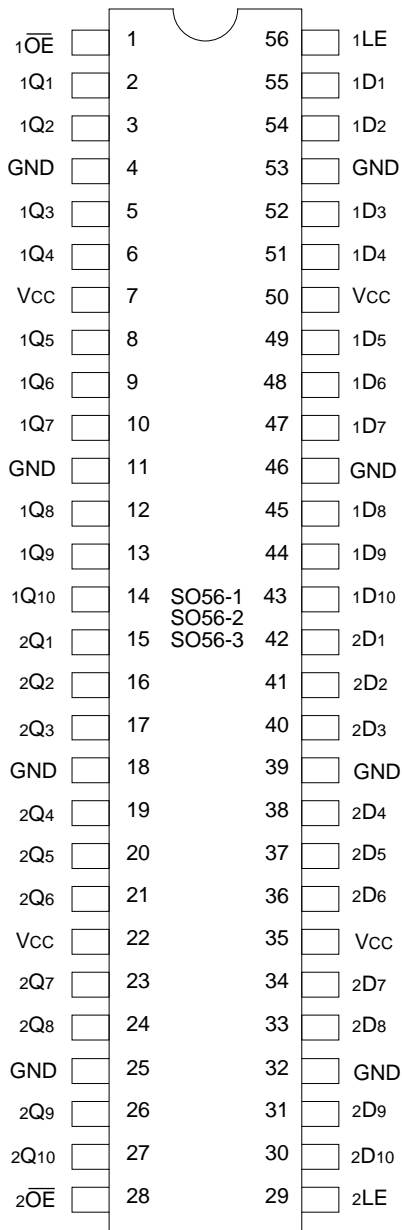 1O̅E̅ 1 56 1LE
1Q1 2 55 1D1
1Q2 3 54 1D2
GND 4 53 GND
1Q3 5 52 1D3
1Q4 6 51 1D4
VCC 7 50 VCC
1Q5 8 49 1D5
1Q6 9 48 1D6
1Q7 10 47 1D7
GND 11 46 GND
1Q8 12 45 1D8
1Q9 13 44 1D9
1Q10 14 SO56-1 43 1D10
SO56-2
2Q1 15 SO56-3 42 2D1
2Q2 16 41 2D2
2Q3 17 40 2D3
GND 18 39 GND
2Q4 19 38 2D4
2Q5 20 37 2D5
2Q6 21 36 2D6
VCC 22 35 VCC
2Q7 23 34 2D7
2Q8 24 33 2D8
GND 25 32 GND
2Q9 26 31 2D9
2Q10 27 30 2D10
2O̅E̅ 28 29 2LE